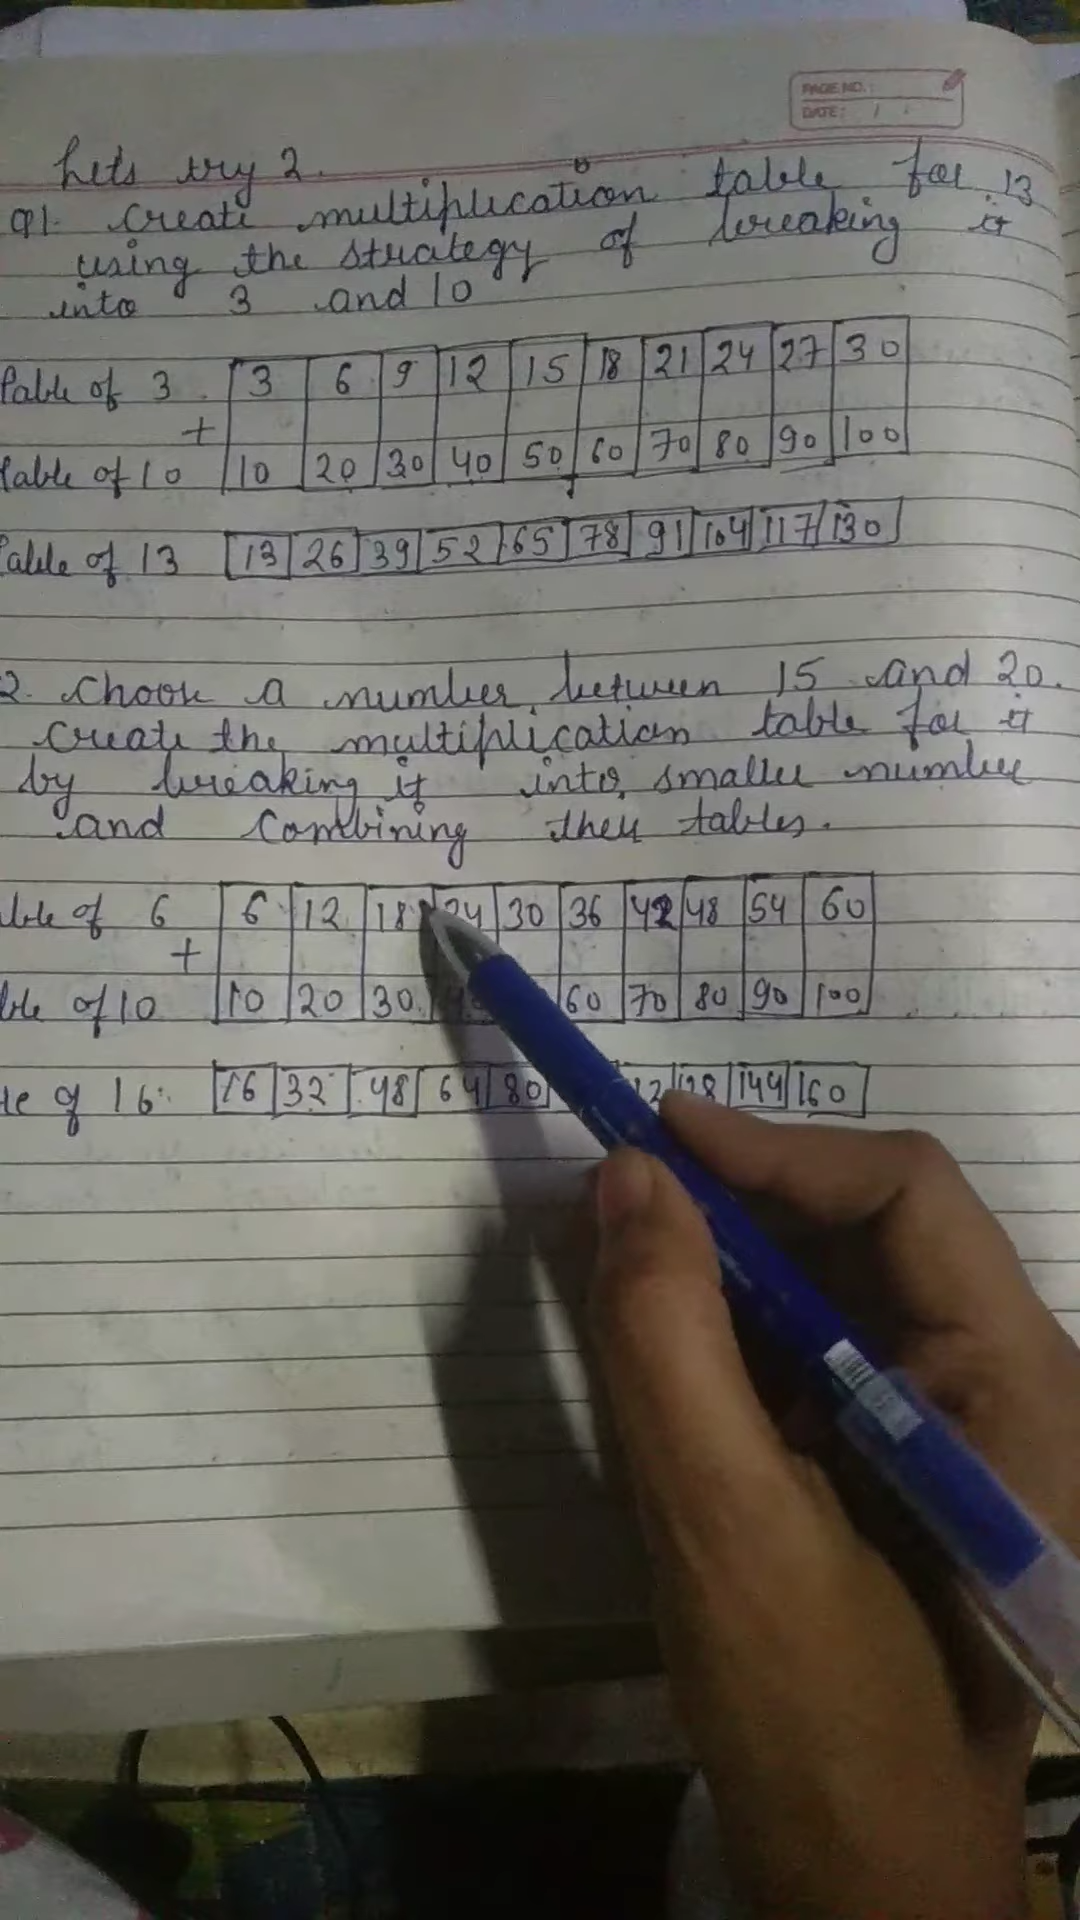 PAGE NO.:
DATE: / /
Lets try 2.
Q1. Create multiplication table for 13
using the strategy of breaking it
into 3 and 10
Table of 3 3 6 9 12 15 18 21 24 27 30
+
Table of 10 10 20 30 40 50 60 70 80 90 100
Table of 13 13 26 39 52 65 78 91 104 117 130
2. Choose a number between 15 and 20.
Create the multiplication table for it
by breaking it into smaller number
and combining their tables.
ble of 6 6 12 18 24 30 36 42 48 54 60
+
ble of 10 10 20 30 60 70 80 90 100
le of 16: 16 32 48 64 80 12 128 144 160